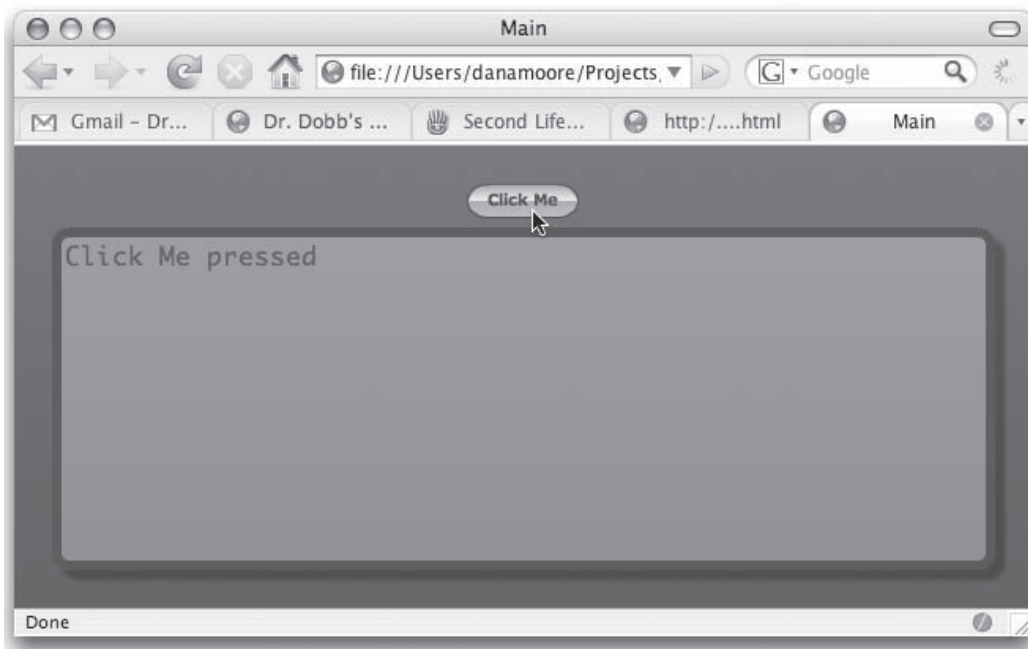 Main
file:///Users/danamoore/Projects,
G Google
Gmail – Dr...
Dr. Dobb's ...
Second Life...
http:/....html
Main
Click Me
Click Me pressed
Done